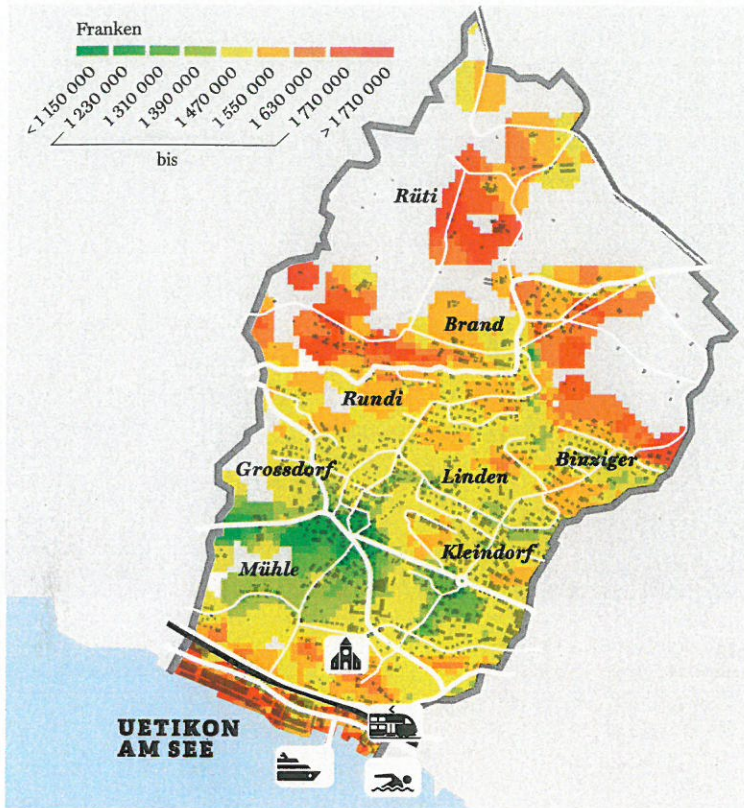 Franken
< 1 150 000
1 230 000
1 310 000
1 390 000
1 470 000
1 550 000
1 630 000
1 710 000
> 1 710 000
bis
Rüti
Brand
Rundi
Grossdorf
Linden
Binziger
Kleindorf
Mühle
UETIKON
AM SEE